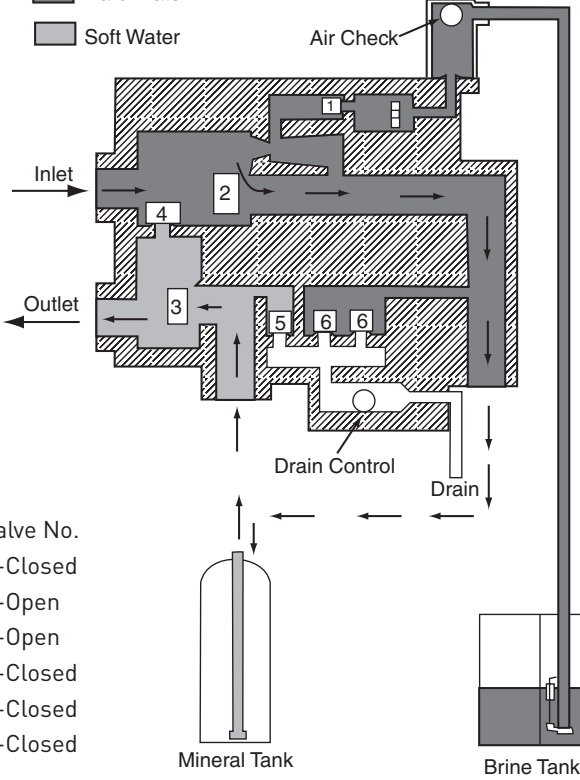 Soft Water
Air Check
1
Inlet
2
4
Outlet
3
5
6
6
Drain Control
Drain
alve No.
-Closed
-Open
-Open
-Closed
-Closed
-Closed
Mineral Tank
Brine Tank